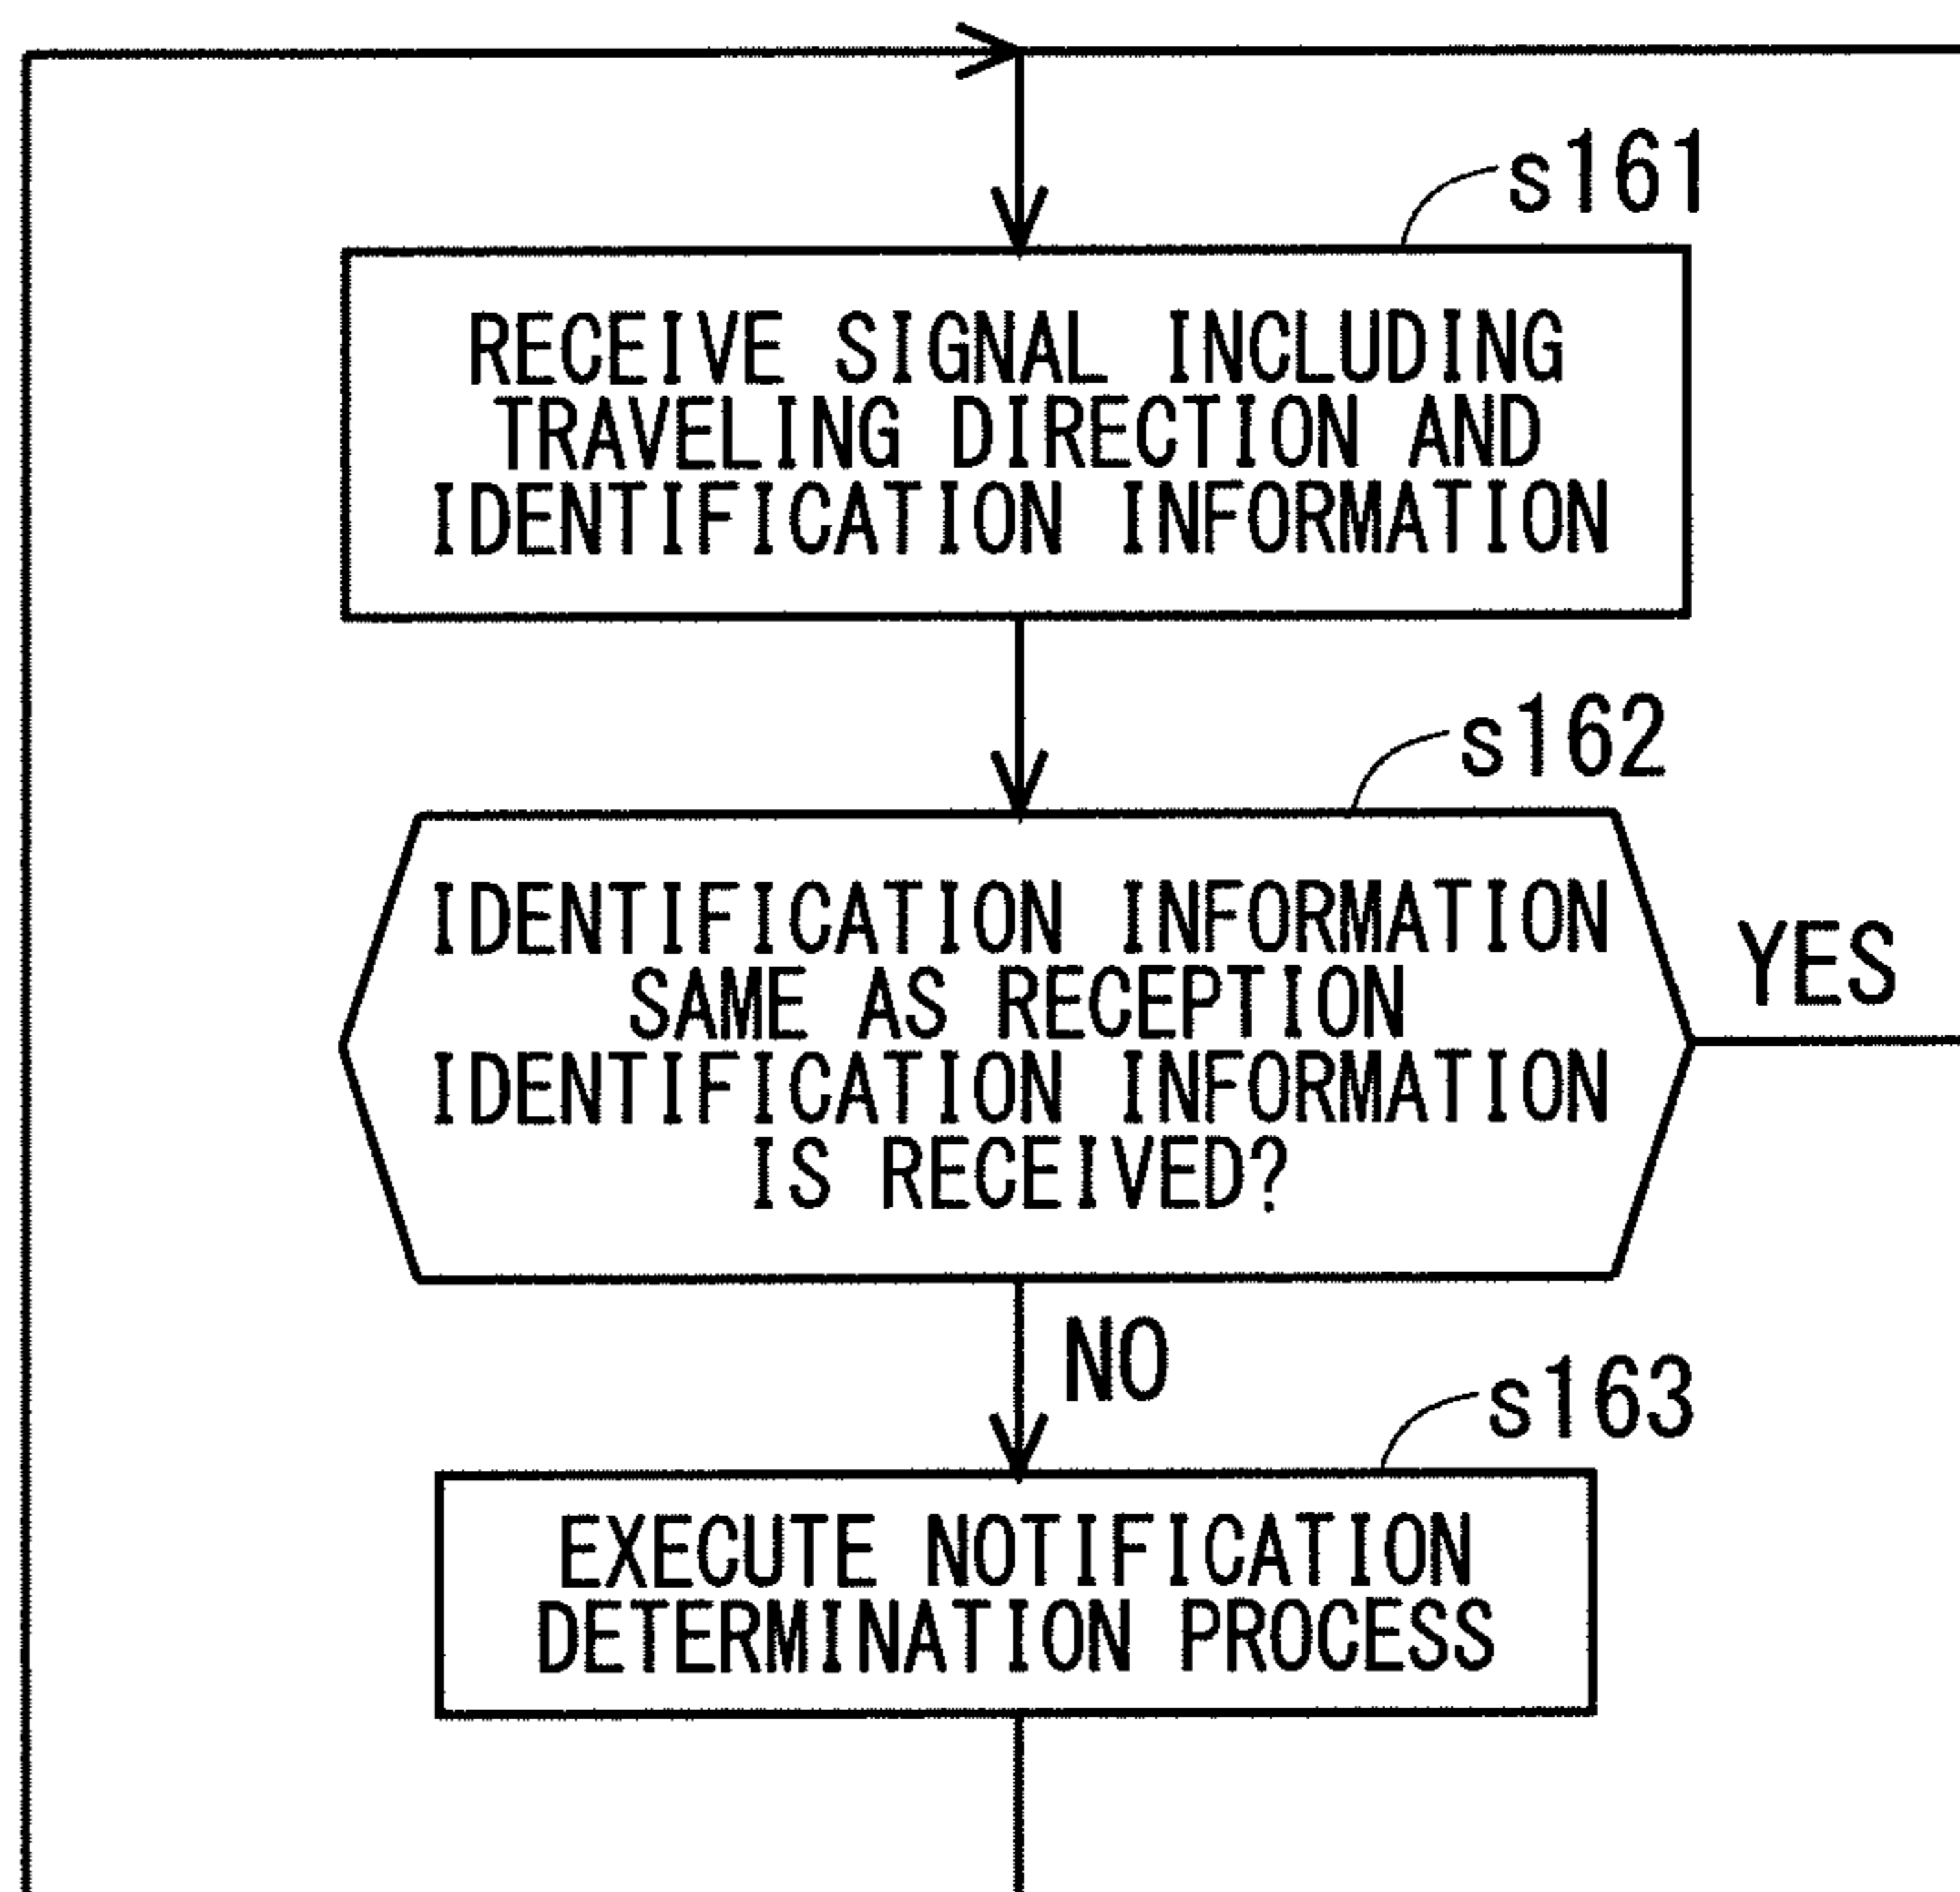 s161
RECEIVE SIGNAL INCLUDING
TRAVELING DIRECTION AND
IDENTIFICATION INFORMATION
s162
IDENTIFICATION INFORMATION
SAME AS RECEPTION
IDENTIFICATION INFORMATION
IS RECEIVED?
YES
NO
s163
EXECUTE NOTIFICATION
DETERMINATION PROCESS